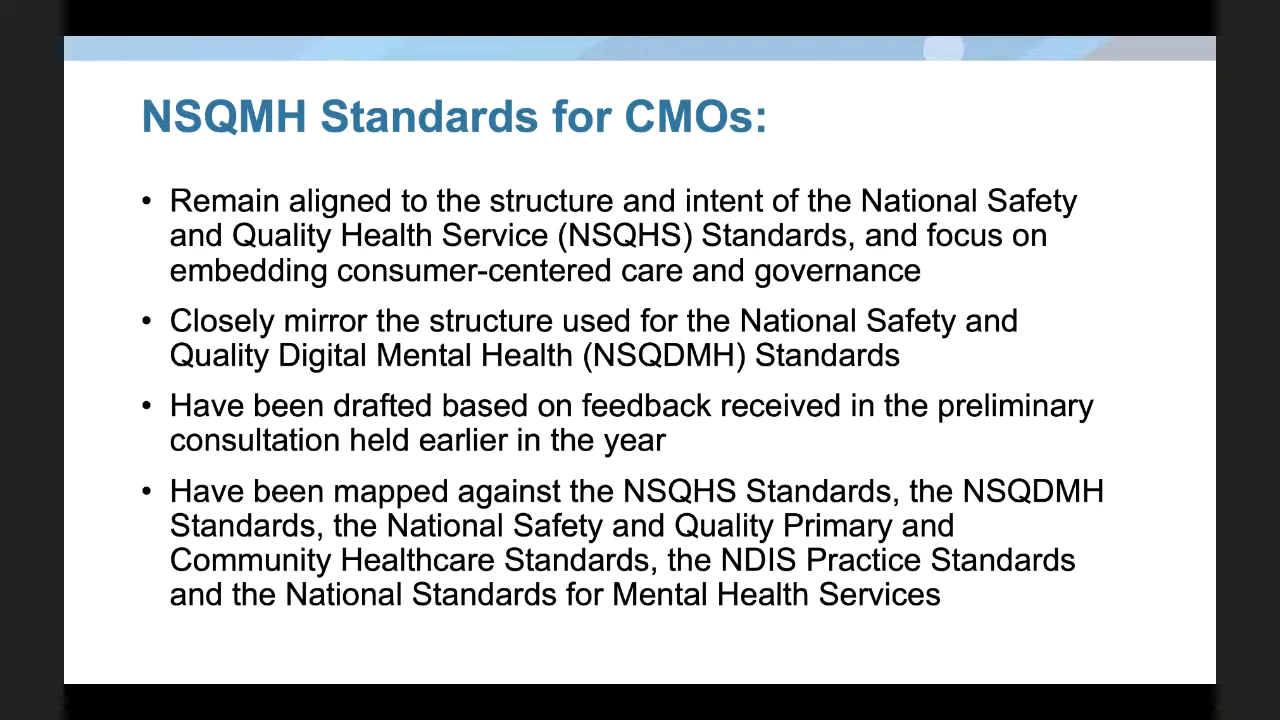 NSQMH Standards for CMOs:
• Remain aligned to the structure and intent of the National Safety
and Quality Health Service (NSQHS) Standards, and focus on
embedding consumer-centered care and governance
• Closely mirror the structure used for the National Safety and
Quality Digital Mental Health (NSQDMH) Standards
• Have been drafted based on feedback received in the preliminary
consultation held earlier in the year
• Have been mapped against the NSQHS Standards, the NSQDMH
Standards, the National Safety and Quality Primary and
Community Healthcare Standards, the NDIS Practice Standards
and the National Standards for Mental Health Services